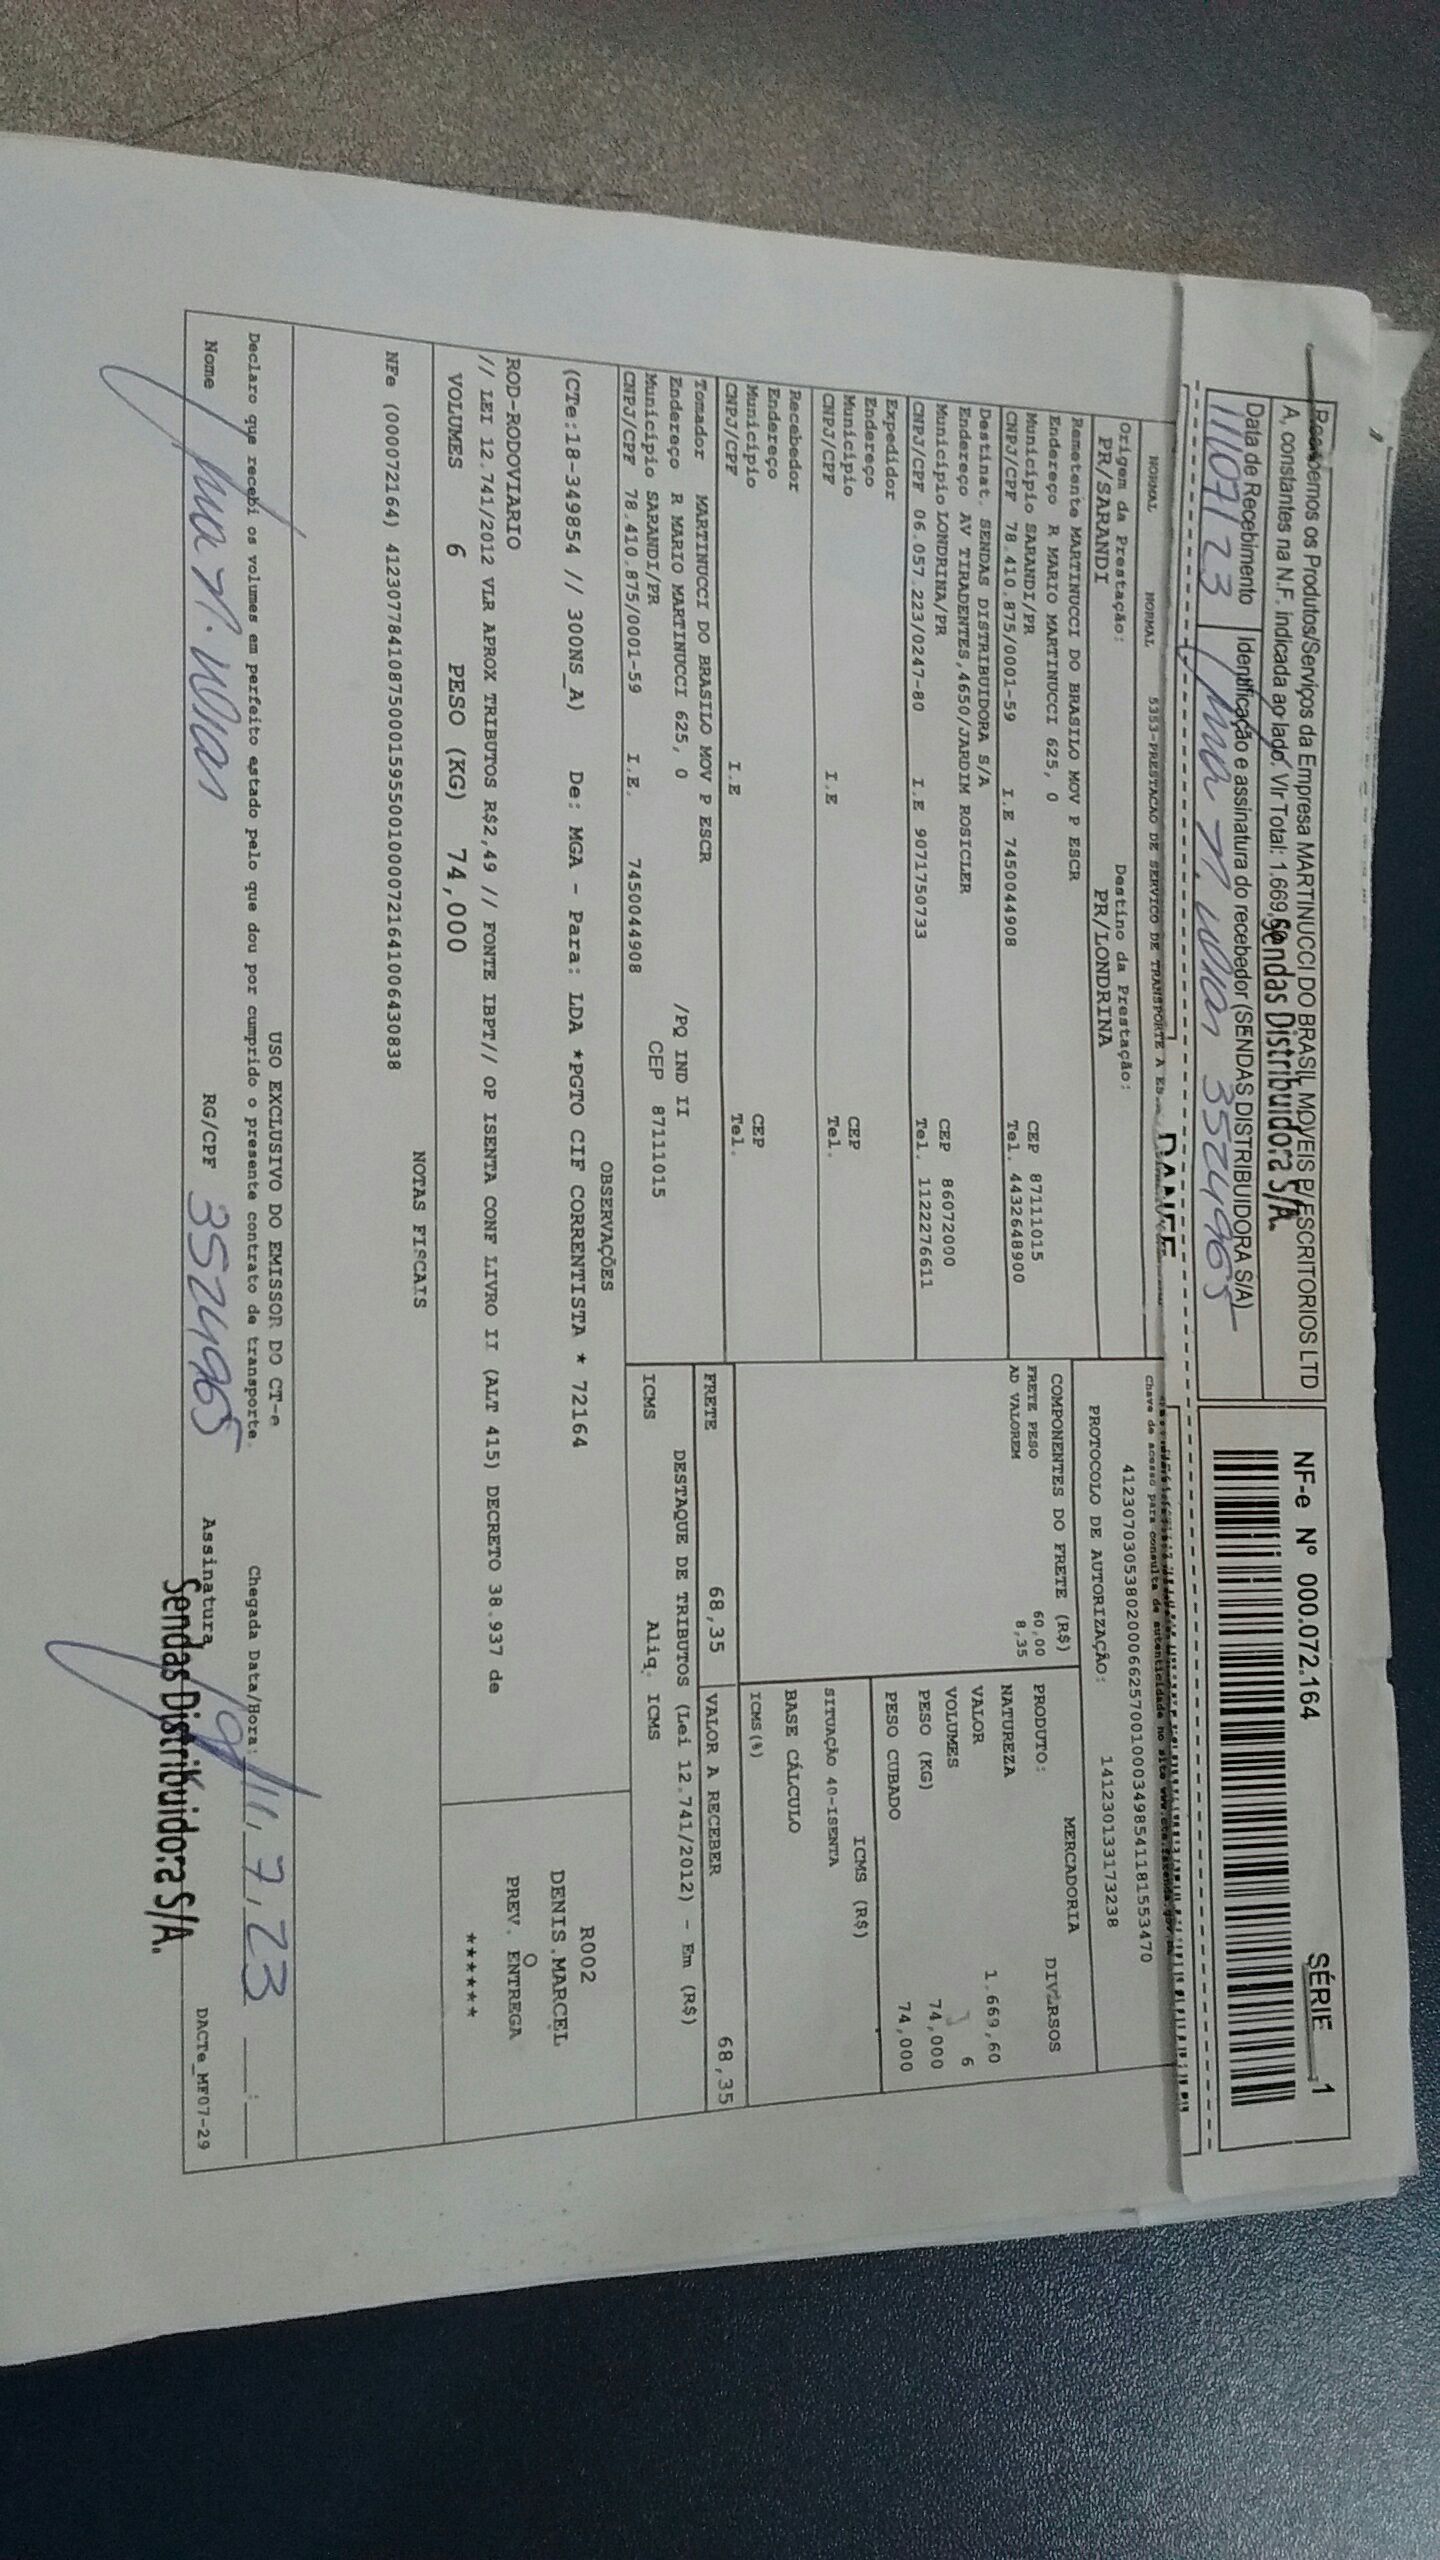 Recebemos os Produtos/Serviços da Empresa MARTINUCCI DO BRASIL MOVEIS P/ ESCRITORIOS LTD
A, constantes na N.F. indicada ao lado. Vlr Total: 1.669,60
Sendas Distribuidora S/A.
Data de Recebimento
Identificação e assinatura do recebedor (SENDAS DISTRIBUIDORA S/A)
11/07/23
3524965
NF-e Nº 000.072.164
SÉRIE 1
DANFE
NORMAL NORMAL 5353-PRESTACAO DE SERVICO DE TRANSPORTE A ES
Chave de acesso para consulta de autenticidade no site
41230703053802000662570010003498541181553470
Origem da Prestação:
PR/SARANDI
Destino da Prestação:
PR/LONDRINA
PROTOCOLO DE AUTORIZAÇÃO: 141230133173238
Remetente MARTINUCCI DO BRASILO MOV P ESCR
Endereço R MARIO MARTINUCCI 625, 0
Município SARANDI/PR CEP 87111015
CNPJ/CPF 78.410.875/0001-59 I.E 7450044908 Tel. 4432648900
Destinat. SENDAS DISTRIBUIDORA S/A
Endereço AV TIRADENTES,4650/JARDIM ROSICLER
Município LONDRINA/PR CEP 86072000
CNPJ/CPF 06.057.223/0247-80 I.E 9071750733 Tel. 1122276611
Expedidor
Endereço
Município CEP
CNPJ/CPF I.E Tel.
Recebedor
Endereço
Município CEP
CNPJ/CPF I.E Tel.
Tomador MARTINUCCI DO BRASILO MOV P ESCR
Endereço R MARIO MARTINUCCI 625, 0 /PQ IND II
Município SARANDI/PR CEP 87111015
CNPJ/CPF 78.410.875/0001-59 I.E. 7450044908
COMPONENTES DO FRETE (R$)
FRETE PESO 60,00
AD VALOREM 8,35
MERCADORIA
PRODUTO: DIVERSOS
NATUREZA
VALOR 1.669,60
VOLUMES 6
PESO (KG) 74,000
PESO CUBADO 74,000
ICMS (R$)
SITUAÇÃO 40-ISENTA
BASE CÁLCULO
ICMS(%)
FRETE 68,35
VALOR A RECEBER 68,35
DESTAQUE DE TRIBUTOS (Lei 12.741/2012) - Em (R$)
ICMS Aliq. ICMS
OBSERVAÇÕES
(CTe:18-349854 // 300NS_A) De: MGA - Para: LDA *PGTO CIF CORRENTISTA * 72164
ROD-RODOVIARIO
// LEI 12.741/2012 VLR APROX TRIBUTOS R$2,49 // FONTE IBPT// OP ISENTA CONF LIVRO II (ALT 415) DECRETO 38.937 de
R002
DENIS.MARCEL
O
PREV. ENTREGA
*******
VOLUMES 6 PESO (KG) 74,000
NOTAS FISCAIS
NFe (000072164) 41230778410875000159550010000721641006430838
USO EXCLUSIVO DO EMISSOR DO CT-e
Declaro que recebi os volumes em perfeito estado pelo que dou por cumprido o presente contrato de transporte.
Chegada Data/Hora: 11, 7, 23 :
Nome
RG/CPF 3524965
Assinatura
Sendas Distribuidora S/A.
DACTe_MF07-29